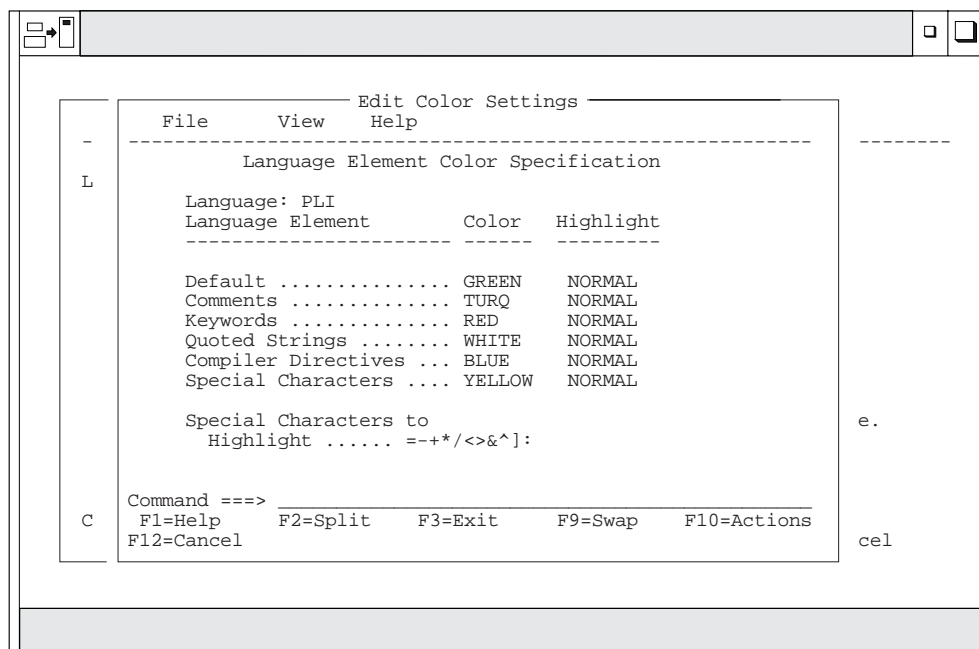 Edit Color Settings
File View Help
- ----------------------------------------------------------- --------
Language Element Color Specification
L
Language: PLI
Language Element Color Highlight
----------------------- ------ ---------
Default ............... GREEN NORMAL
Comments .............. TURQ NORMAL
Keywords .............. RED NORMAL
Quoted Strings ........ WHITE NORMAL
Compiler Directives ... BLUE NORMAL
Special Characters .... YELLOW NORMAL
Special Characters to e.
Highlight ...... =-+*/<>&^]:
Command ===> ______________________________________________
C F1=Help F2=Split F3=Exit F9=Swap F10=Actions
F12=Cancel cel